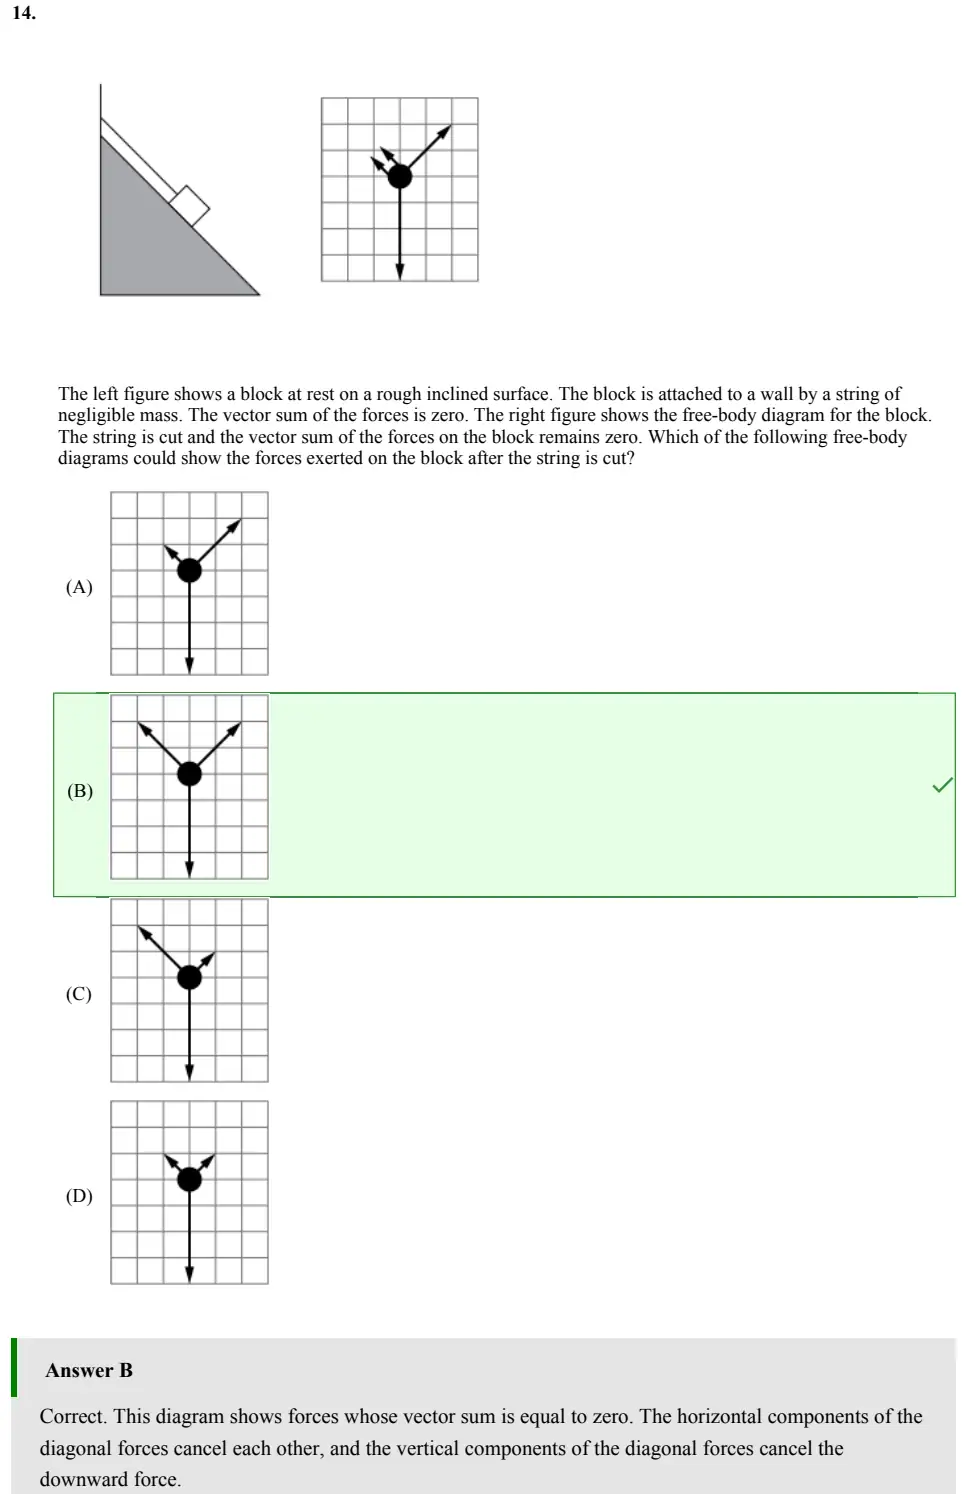 14.
The left figure shows a block at rest on a rough inclined surface. The block is attached to a wall by a string of
negligible mass. The vector sum of the forces is zero. The right figure shows the free-body diagram for the block.
The string is cut and the vector sum of the forces on the block remains zero. Which of the following free-body
diagrams could show the forces exerted on the block after the string is cut?
(A)
(B)
(C)
(D)
Answer B
Correct. This diagram shows forces whose vector sum is equal to zero. The horizontal components of the
diagonal forces cancel each other, and the vertical components of the diagonal forces cancel the
downward force.